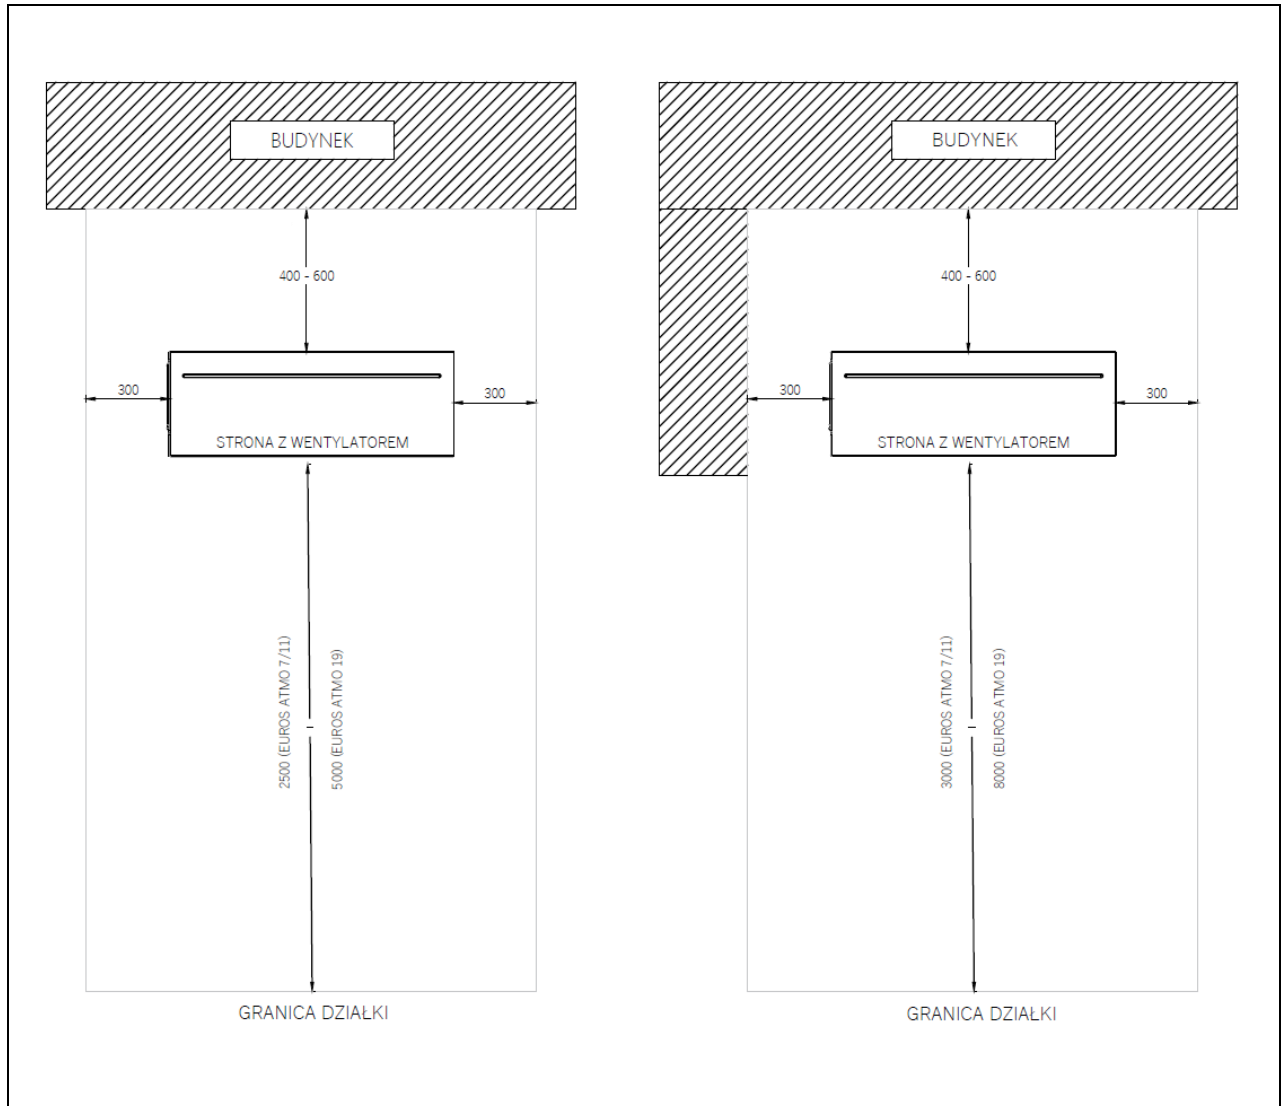 BUDYNEK
400 - 600
300
300
STRONA Z WENTYLATOREM
2500 (EUROS ATMO 7/11)
5000 (EUROS ATMO 19)
GRANICA DZIAŁKI
BUDYNEK
400 - 600
300
300
STRONA Z WENTYLATOREM
3000 (EUROS ATMO 7/11)
8000 (EUROS ATMO 19)
GRANICA DZIAŁKI